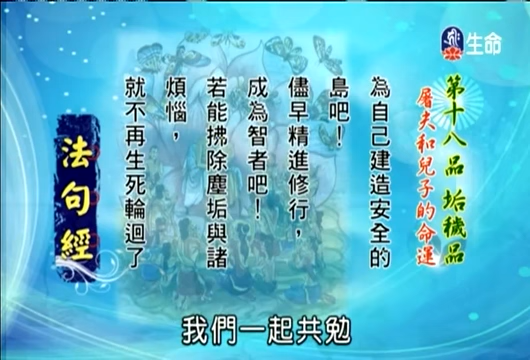 生命
第十八品 垢穢品
屠夫和兒子的命運
為自己建造安全的
島吧！
儘早精進修行，
成為智者吧！
若能拂除塵垢與諸
煩惱，
就不再生死輪迴了
法句經
我們一起共勉